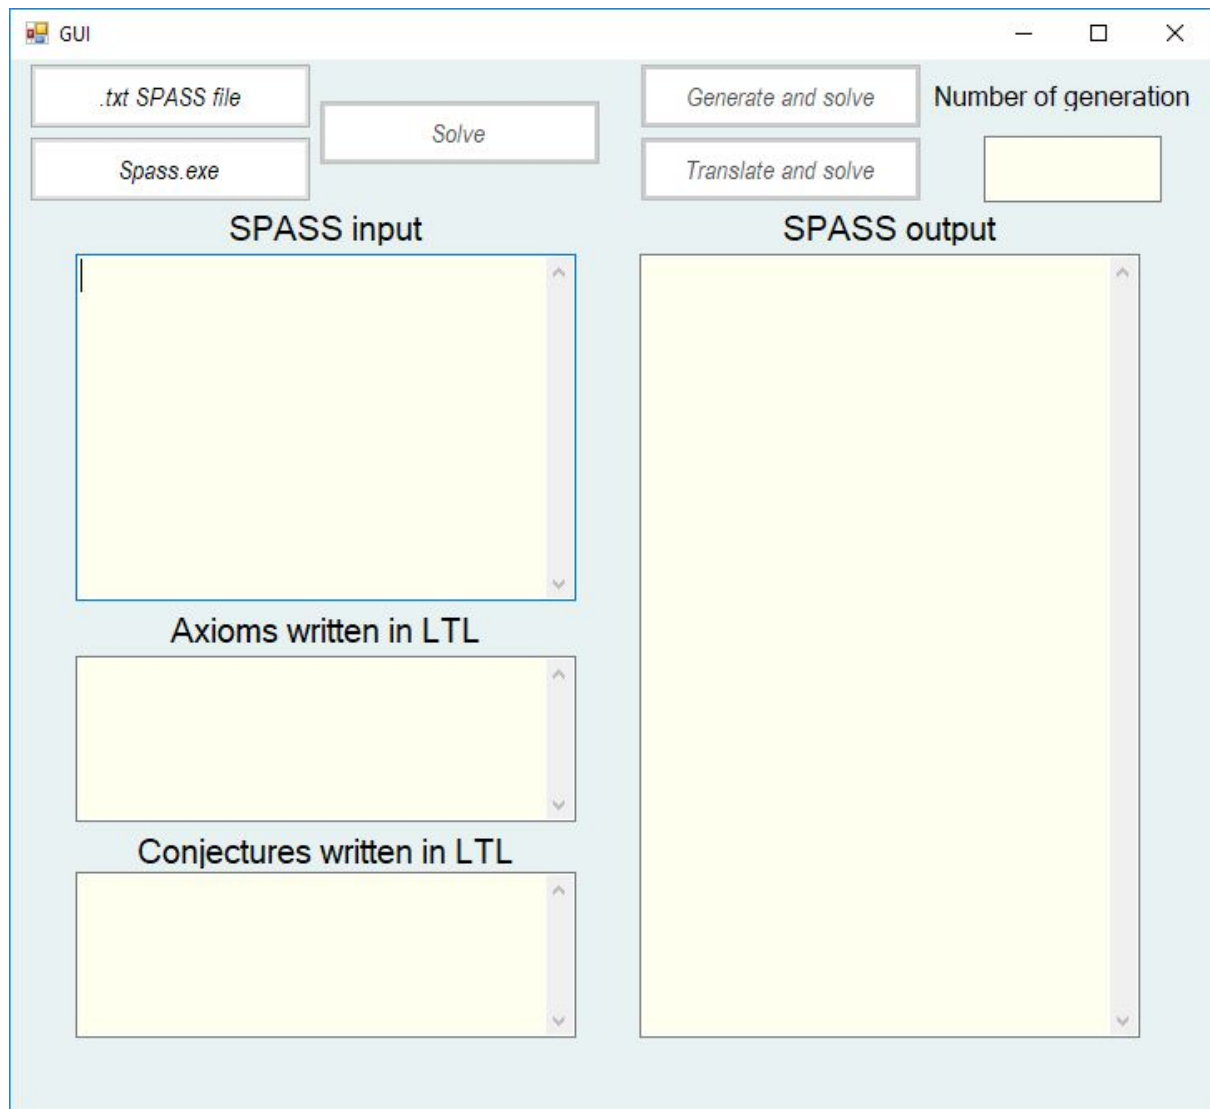 GUI
.txt SPASS file
Solve
Spass.exe
Generate and solve
Number of generation
Translate and solve
SPASS input
SPASS output
Axioms written in LTL
Conjectures written in LTL